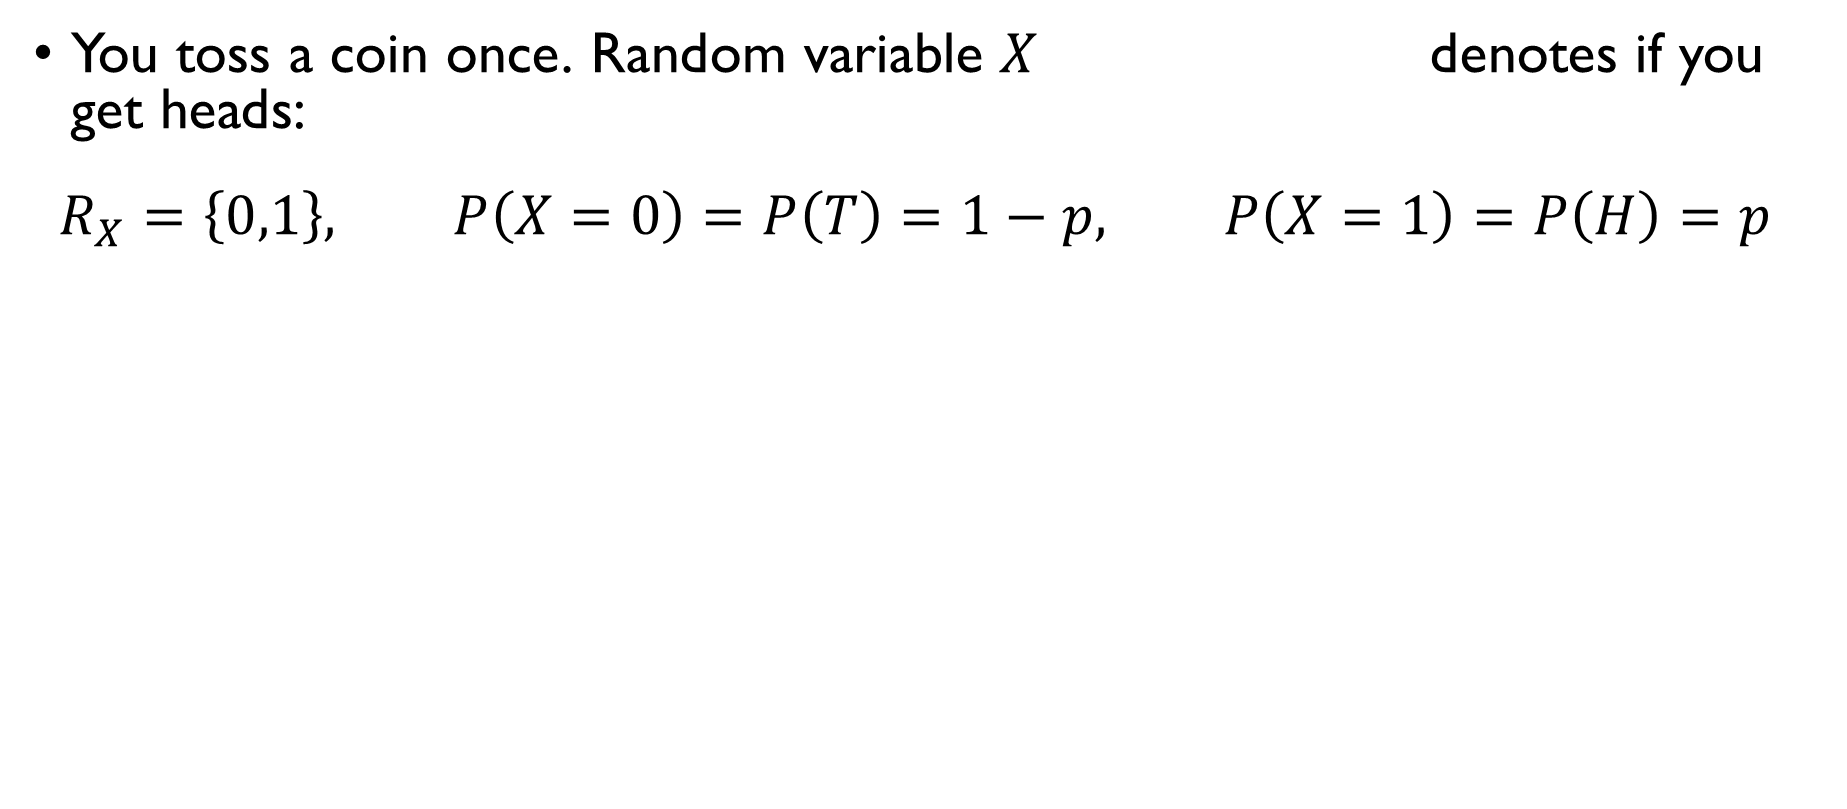 • You toss a coin once. Random variable X denotes if you
get heads:
R_X = {0,1}, P(X = 0) = P(T) = 1 − p, P(X = 1) = P(H) = p